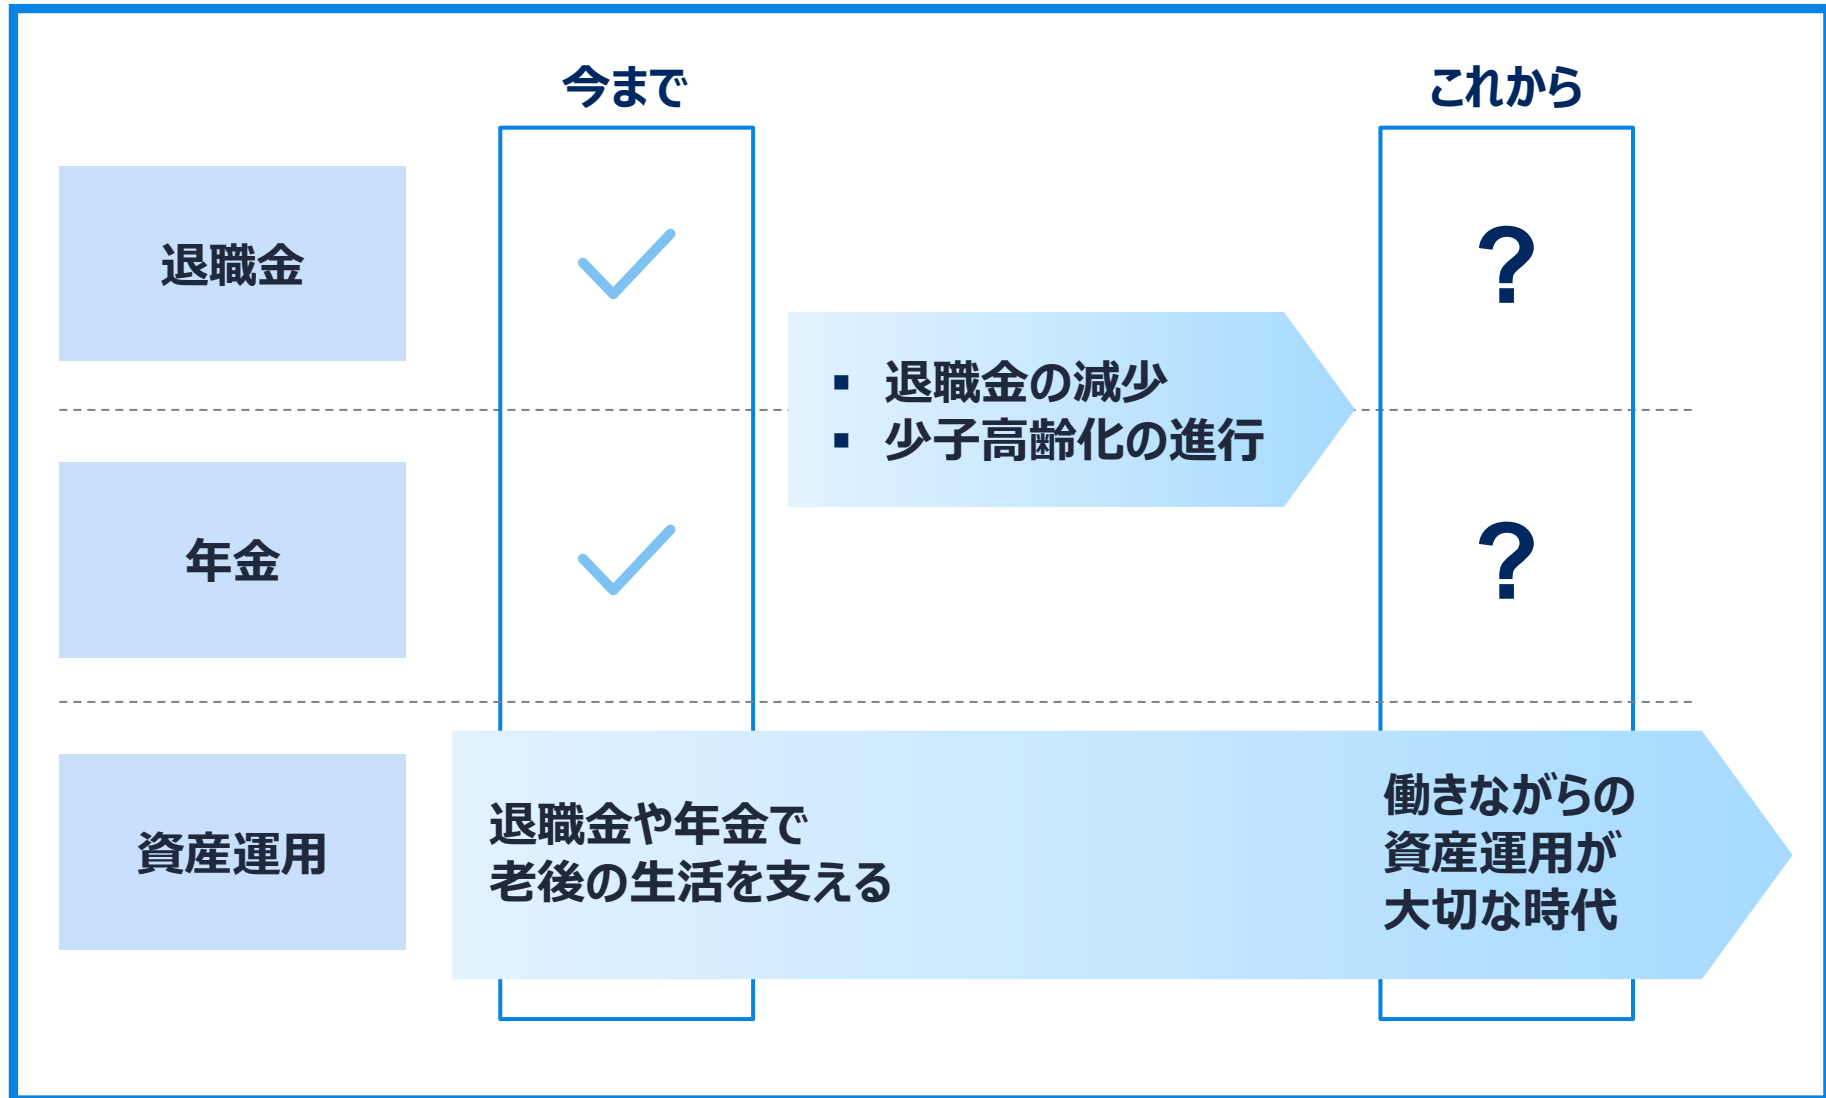 今まで
これから
退職金
?
▪ 退職金の減少
▪ 少子高齢化の進行
年金
?
資産運用
退職金や年金で
老後の生活を支える
働きながらの
資産運用が
大切な時代